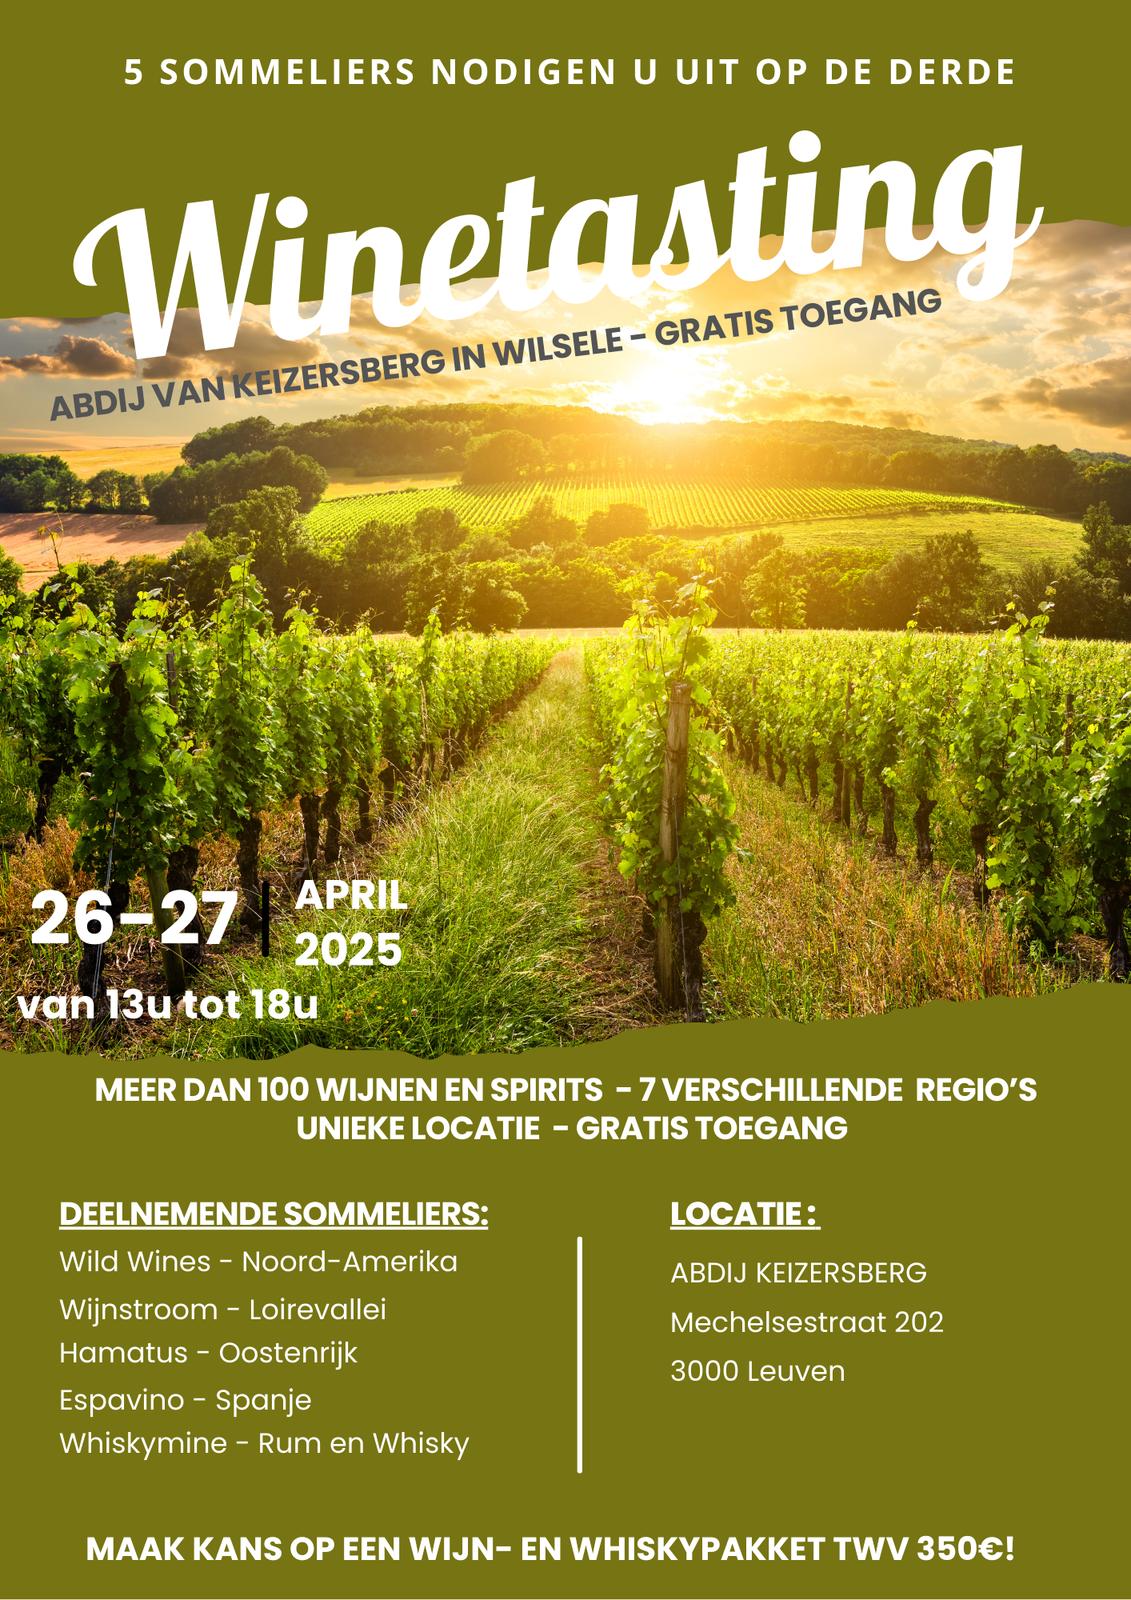 5 SOMMELIERS NODIGEN U UIT OP DE DERDE
Winetasting
ABDIJ VAN KEIZERSBERG IN WILSELE - GRATIS TOEGANG
26-27 | APRIL
2025
van 13u tot 18u
MEER DAN 100 WIJNEN EN SPIRITS - 7 VERSCHILLENDE REGIO'S
UNIEKE LOCATIE - GRATIS TOEGANG
DEELNEMENDE SOMMELIERS:
Wild Wines - Noord-Amerika
Wijnstroom - Loirevallei
Hamatus - Oostenrijk
Espavino - Spanje
Whiskymine - Rum en Whisky
LOCATIE :
ABDIJ KEIZERSBERG
Mechelsestraat 202
3000 Leuven
MAAK KANS OP EEN WIJN- EN WHISKYPAKKET TWV 350€!